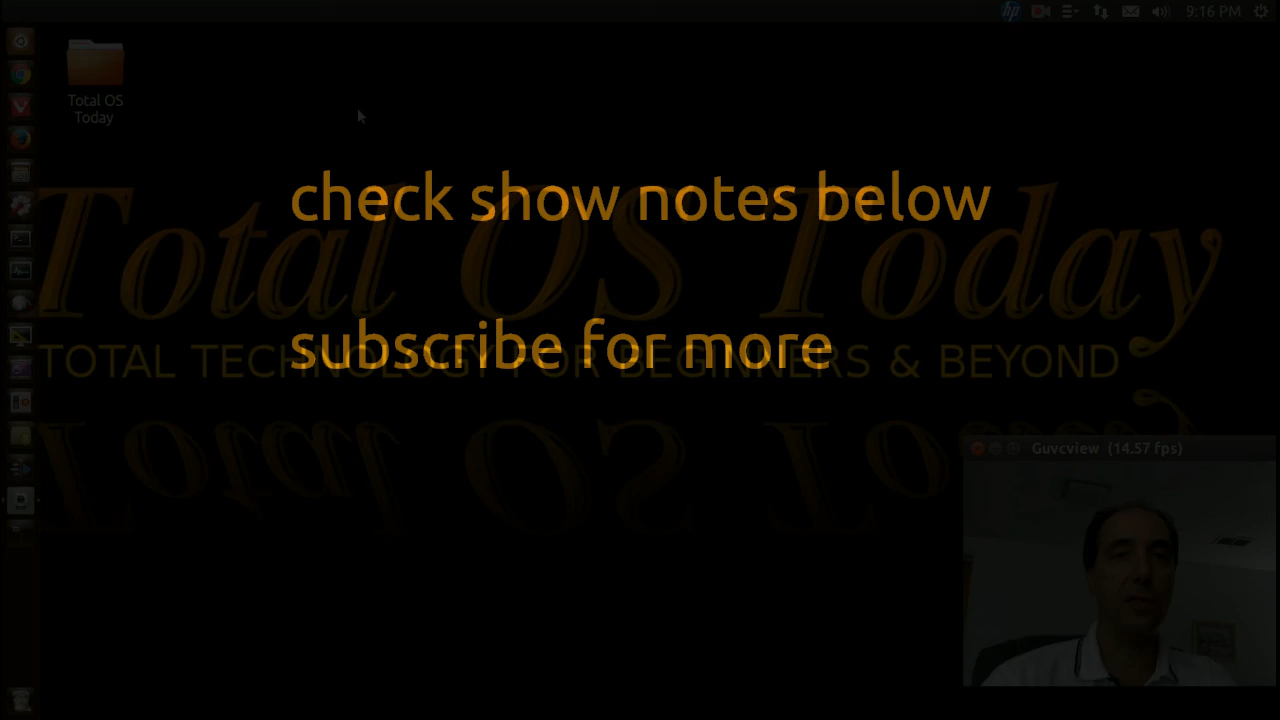 hp
9:16 PM
Total OS
Today
check show notes below
Total OS Today
subscribe for more
TOTAL TECHNOLOGY FOR BEGINNERS & BEYOND
Guvcview (14.57 fps)